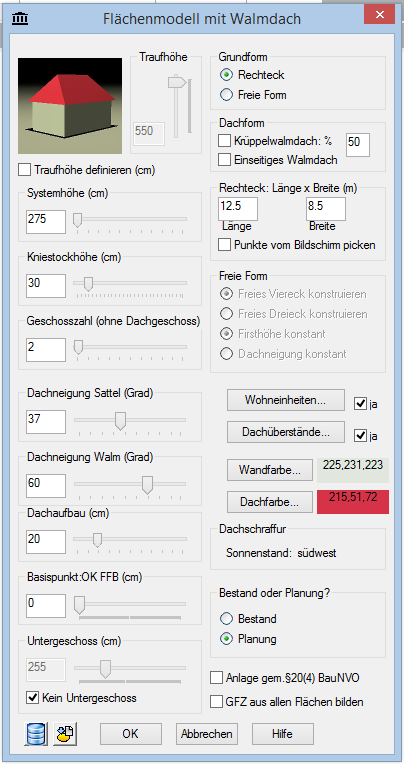 Flächenmodell mit Walmdach
Traufhöhe
550
Traufhöhe definieren (cm)
Systemhöhe (cm)
275
Kniestockhöhe (cm)
30
Geschosszahl (ohne Dachgeschoss)
2
Dachneigung Sattel (Grad)
37
Dachneigung Walm (Grad)
60
Dachaufbau (cm)
20
Basispunkt:OK FFB (cm)
0
Untergeschoss (cm)
255
Kein Untergeschoss
Grundform
Rechteck
Freie Form
Dachform
Krüppelwalmdach: % 50
Einseitiges Walmdach
Rechteck: Länge x Breite (m)
12.5 8.5
Länge Breite
Punkte vom Bildschirm picken
Freie Form
Freies Viereck konstruieren
Freies Dreieck konstruieren
Firsthöhe konstant
Dachneigung konstant
Wohneinheiten... ja
Dachüberstände... ja
Wandfarbe... 225,231,223
Dachfarbe... 215,51,72
Dachschraffur
Sonnenstand: südwest
Bestand oder Planung?
Bestand
Planung
Anlage gem.§20(4) BauNVO
GFZ aus allen Flächen bilden
OK Abbrechen Hilfe